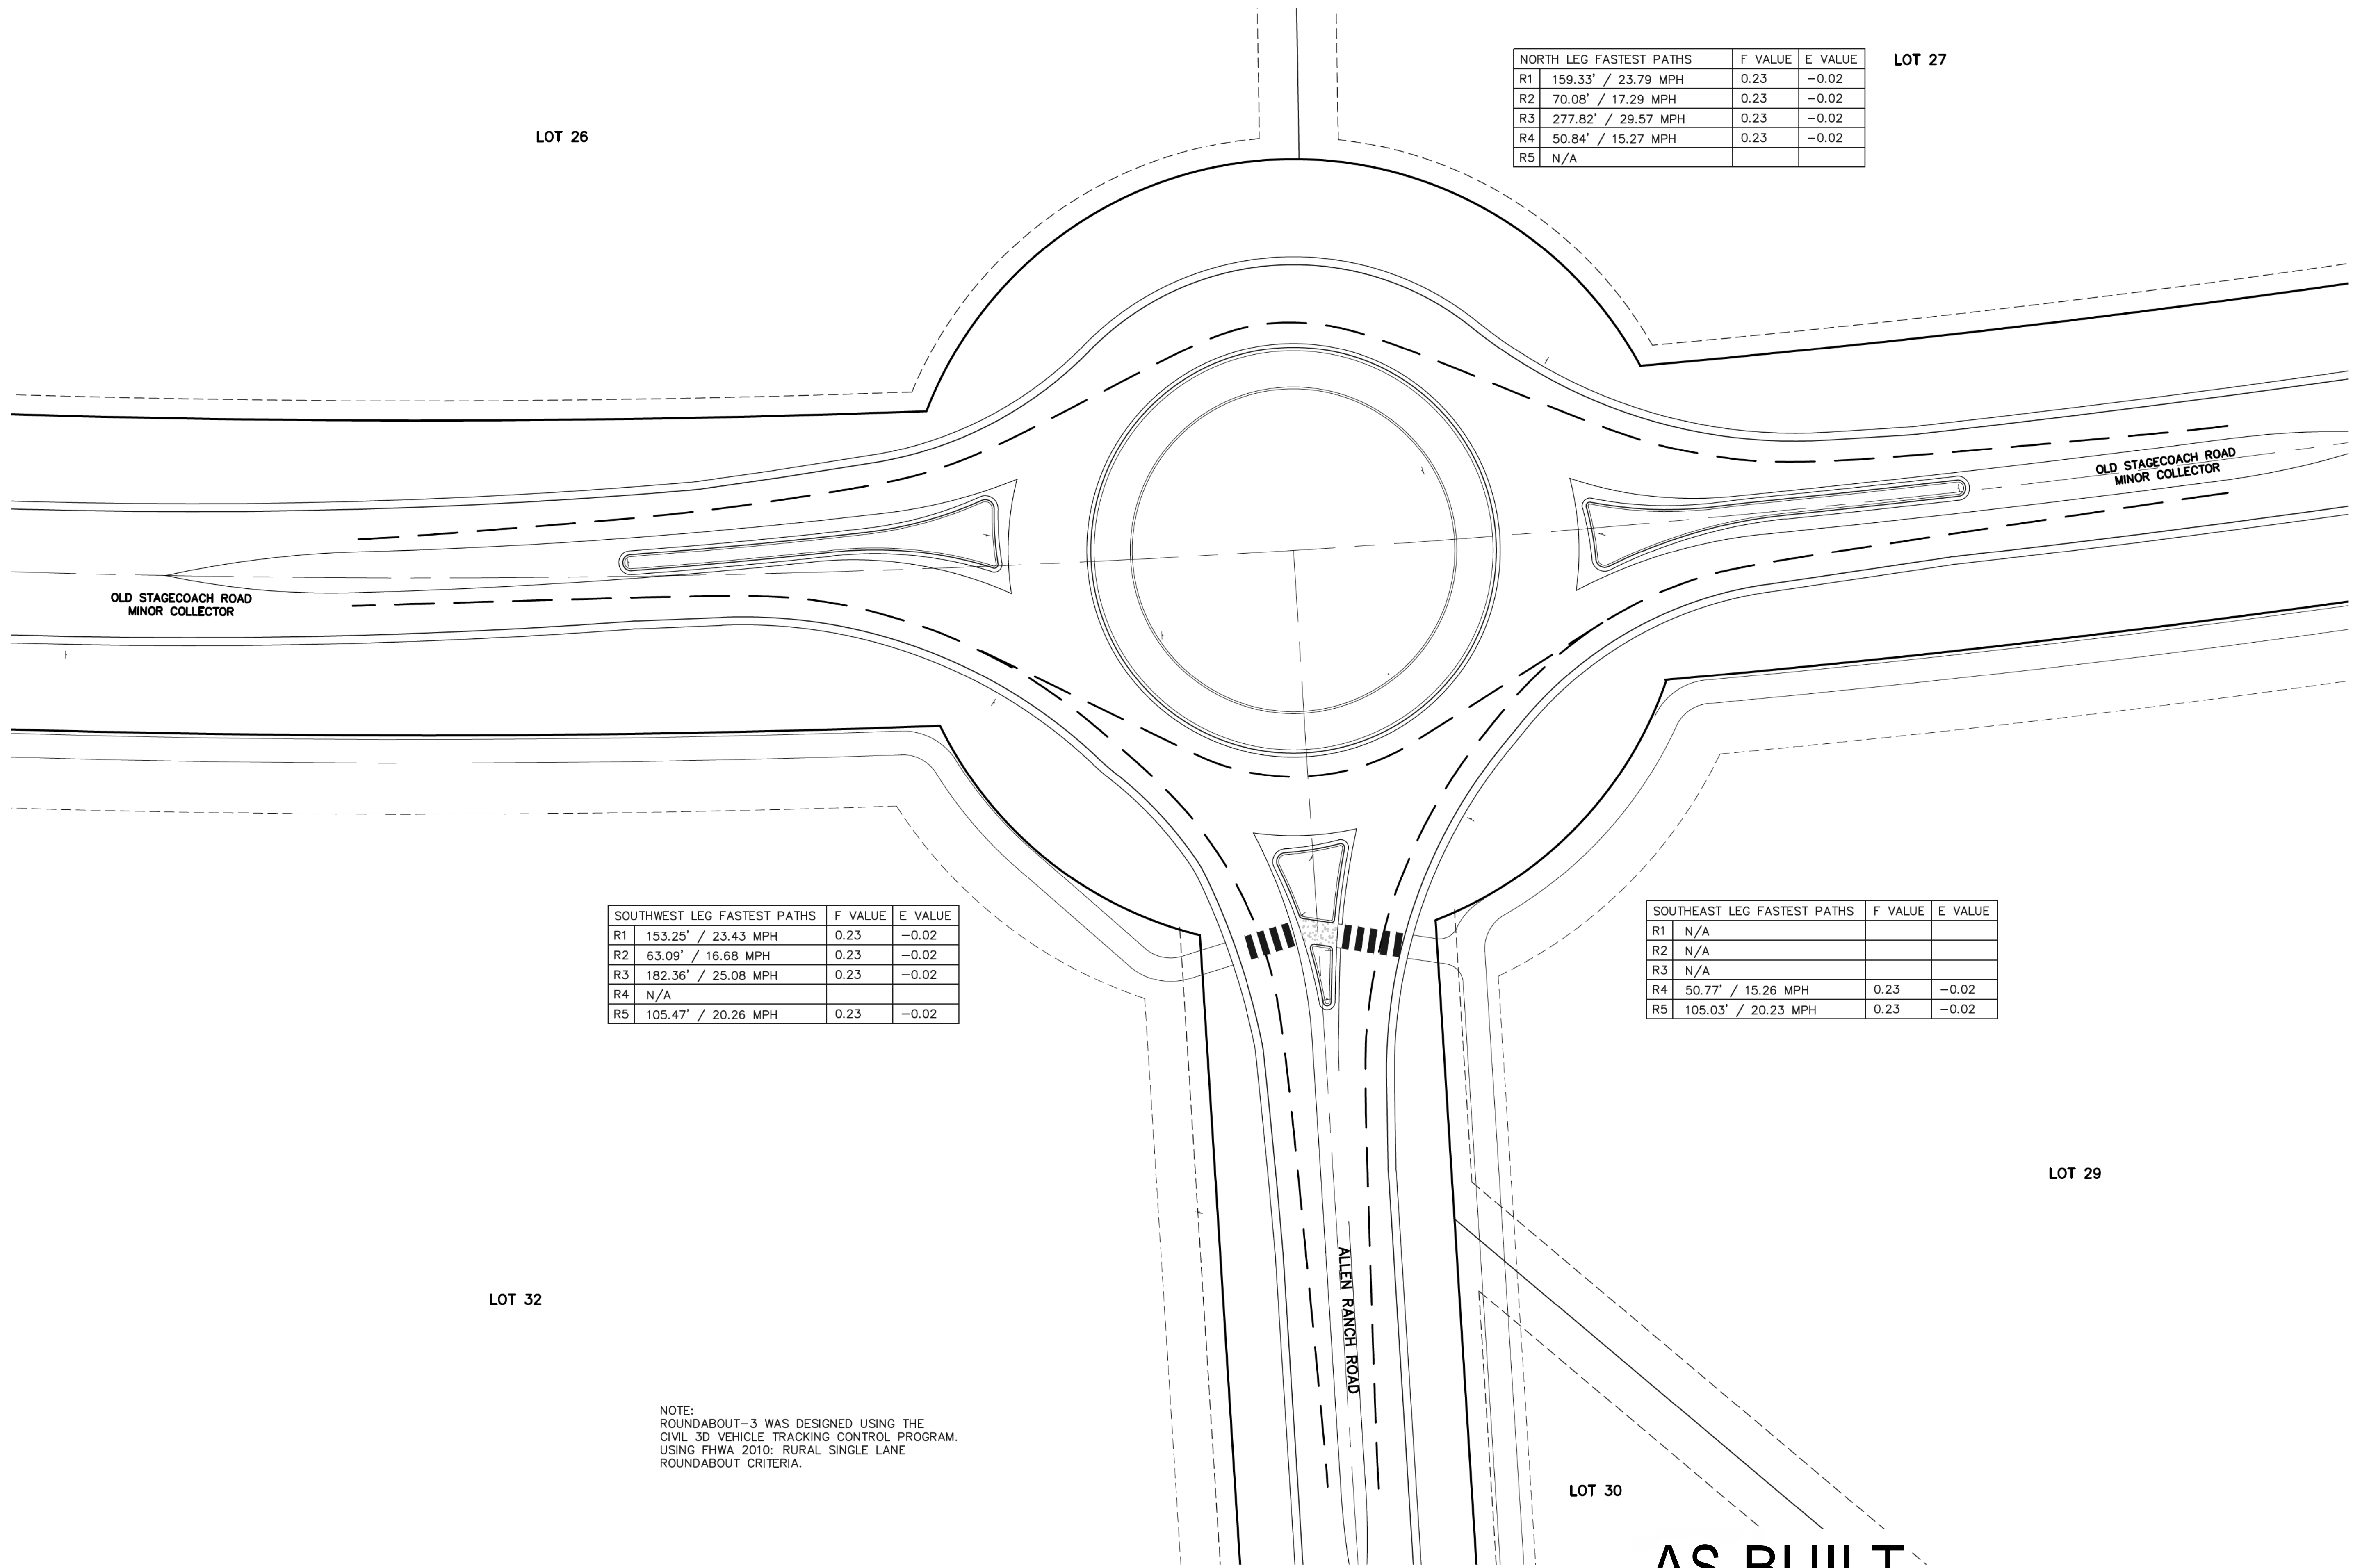 NORTH LEG FASTEST PATHS F VALUE E VALUE
R1 159.33' / 23.79 MPH 0.23 -0.02
R2 70.08' / 17.29 MPH 0.23 -0.02
R3 277.82' / 29.57 MPH 0.23 -0.02
R4 50.84' / 15.27 MPH 0.23 -0.02
R5 N/A
LOT 27
LOT 26
OLD STAGECOACH ROAD
MINOR COLLECTOR
OLD STAGECOACH ROAD
MINOR COLLECTOR
SOUTHWEST LEG FASTEST PATHS F VALUE E VALUE
R1 153.25' / 23.43 MPH 0.23 -0.02
R2 63.09' / 16.68 MPH 0.23 -0.02
R3 182.36' / 25.08 MPH 0.23 -0.02
R4 N/A
R5 105.47' / 20.26 MPH 0.23 -0.02
SOUTHEAST LEG FASTEST PATHS F VALUE E VALUE
R1 N/A
R2 N/A
R3 N/A
R4 50.77' / 15.26 MPH 0.23 -0.02
R5 105.03' / 20.23 MPH 0.23 -0.02
LOT 29
LOT 32
ALLEN RANCH ROAD
NOTE:
ROUNDABOUT-3 WAS DESIGNED USING THE
CIVIL 3D VEHICLE TRACKING CONTROL PROGRAM.
USING FHWA 2010: RURAL SINGLE LANE
ROUNDABOUT CRITERIA.
LOT 30
AS BUILT